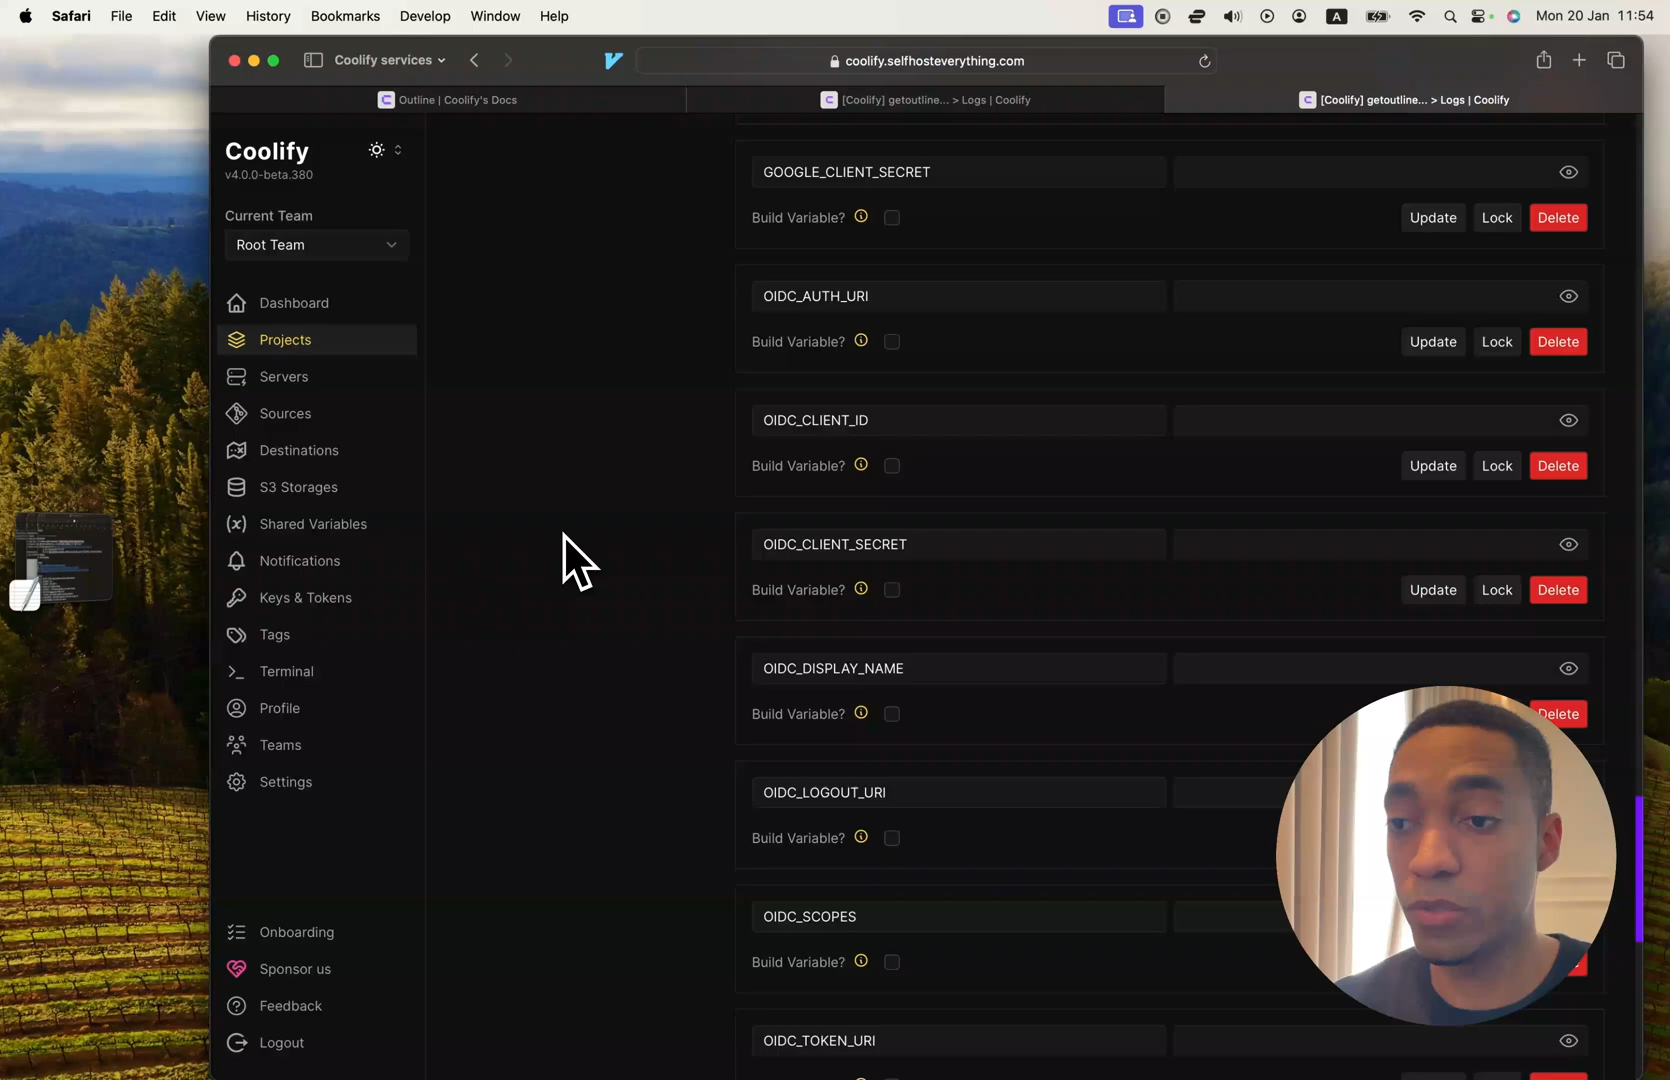 Safari File Edit View History Bookmarks Develop Window Help A Mon 20 Jan 11:54
Coolify services coolify.selfhosteverything.com
Outline | Coolify's Docs [Coolify] getoutline... > Logs | Coolify [Coolify] getoutline... > Logs | Coolify
Coolify
v4.0.0-beta.380
Current Team
Root Team
Dashboard
Projects
Servers
Sources
Destinations
S3 Storages
Shared Variables
Notifications
Keys & Tokens
Tags
Terminal
Profile
Teams
Settings
Onboarding
Sponsor us
Feedback
Logout
GOOGLE_CLIENT_SECRET
Build Variable? Update Lock Delete
OIDC_AUTH_URI
Build Variable? Update Lock Delete
OIDC_CLIENT_ID
Build Variable? Update Lock Delete
OIDC_CLIENT_SECRET
Build Variable? Update Lock Delete
OIDC_DISPLAY_NAME
Build Variable? Delete
OIDC_LOGOUT_URI
Build Variable?
OIDC_SCOPES
Build Variable?
OIDC_TOKEN_URI